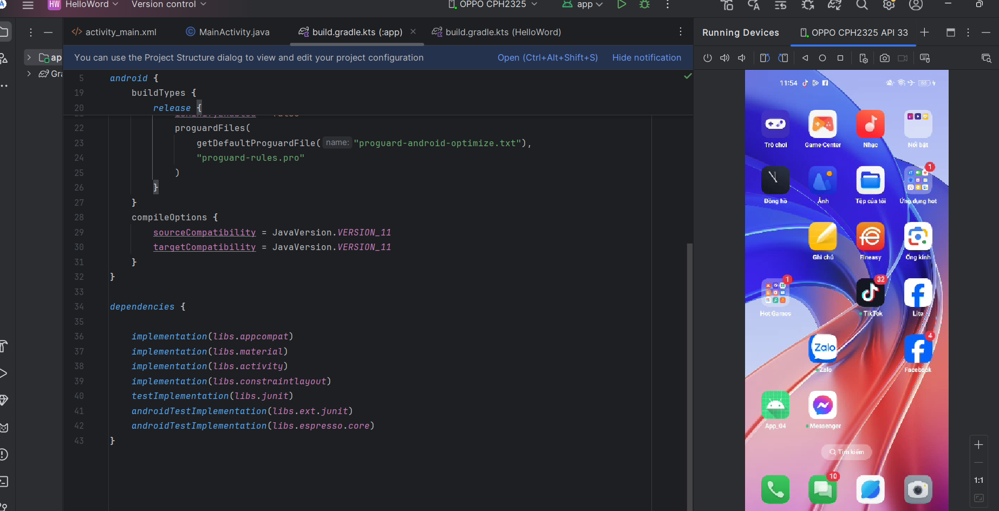 HW HelloWord Version control OPPO CPH2325 app
activity_main.xml MainActivity.java build.gradle.kts (:app) build.gradle.kts (HelloWord)
You can use the Project Structure dialog to view and edit your project configuration Open (Ctrl+Alt+Shift+S) Hide notification
ap
Gra
5 android {
19 buildTypes {
20 release {
22 proguardFiles(
23 getDefaultProguardFile( name: "proguard-android-optimize.txt"),
24 "proguard-rules.pro"
25 )
26 }
27 }
28 compileOptions {
29 sourceCompatibility = JavaVersion.VERSION_11
30 targetCompatibility = JavaVersion.VERSION_11
31 }
32 }
33
34 dependencies {
35
36 implementation(libs.appcompat)
37 implementation(libs.material)
38 implementation(libs.activity)
39 implementation(libs.constraintlayout)
40 testImplementation(libs.junit)
41 androidTestImplementation(libs.ext.junit)
42 androidTestImplementation(libs.espresso.core)
43 }
Running Devices OPPO CPH2325 API 33
11:54
Trò chơi Game Center Nhạc Nổi bật
1
Đồng hồ Ảnh Tệp của tôi Ứng dụng hot
Ghi chú Fineasy Ống kính
1 32
Hot Games TikTok Lite
Zalo 4
Zalo Facebook
App_04 Messenger
Tìm kiếm
10
1:1